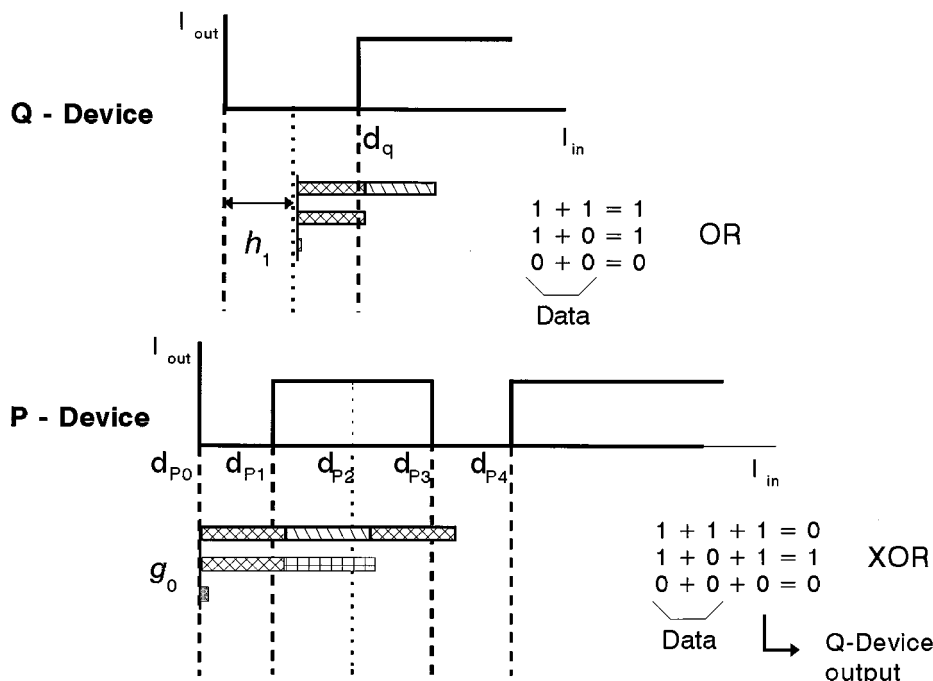 I out
Q - Device
d q
I in
h 1
1 + 1 = 1
1 + 0 = 1
0 + 0 = 0
OR
Data
I out
P - Device
d P0
d P1
d P2
d P3
d P4
I in
g 0
1 + 1 + 1 = 0
1 + 0 + 1 = 1
0 + 0 + 0 = 0
XOR
Data
Q-Device
output